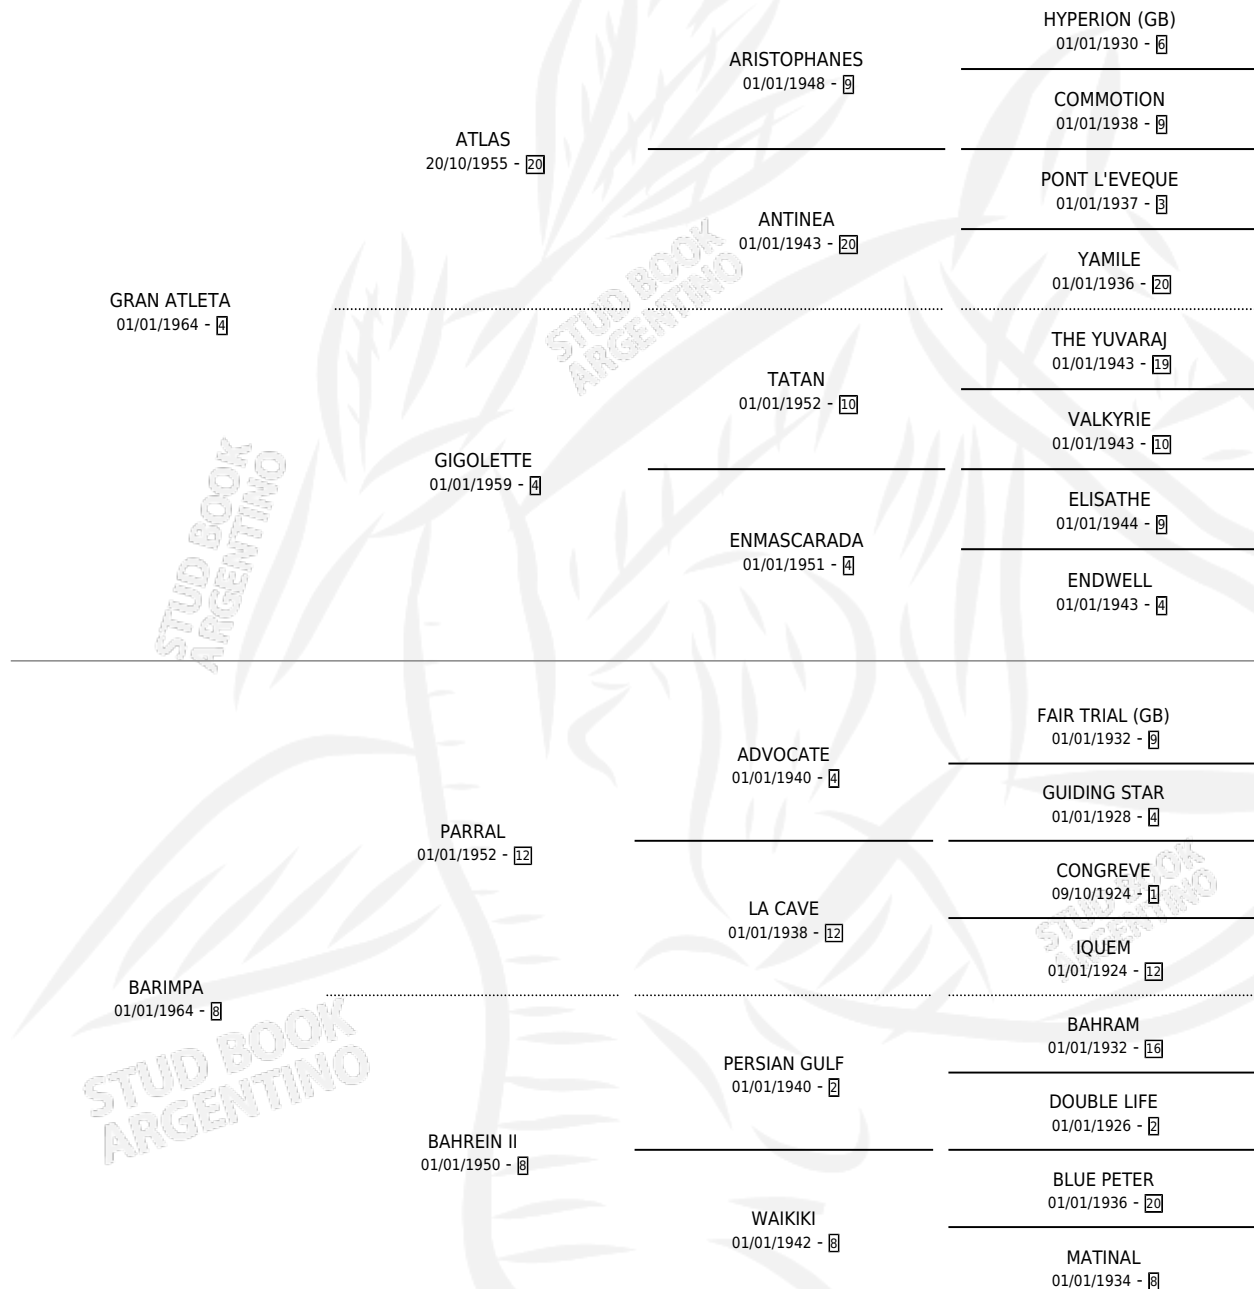 HYPERION (GB)
01/01/1930 - 6
ARISTOPHANES
01/01/1948 - 9
COMMOTION
01/01/1938 - 9
ATLAS
20/10/1955 - 20
PONT L'EVEQUE
01/01/1937 - 3
ANTINEA
01/01/1943 - 20
YAMILE
01/01/1936 - 20
GRAN ATLETA
01/01/1964 - 4
THE YUVARAJ
01/01/1943 - 19
TATAN
01/01/1952 - 10
VALKYRIE
01/01/1943 - 10
GIGOLETTE
01/01/1959 - 4
ELISATHE
01/01/1944 - 9
ENMASCARADA
01/01/1951 - 4
ENDWELL
01/01/1943 - 4
FAIR TRIAL (GB)
01/01/1932 - 9
ADVOCATE
01/01/1940 - 4
GUIDING STAR
01/01/1928 - 4
PARRAL
01/01/1952 - 12
CONGREVE
09/10/1924 - 1
LA CAVE
01/01/1938 - 12
IQUEM
01/01/1924 - 12
BARIMPA
01/01/1964 - 8
BAHRAM
01/01/1932 - 16
PERSIAN GULF
01/01/1940 - 2
DOUBLE LIFE
01/01/1926 - 2
BAHREIN II
01/01/1950 - 8
BLUE PETER
01/01/1936 - 20
WAIKIKI
01/01/1942 - 8
MATINAL
01/01/1934 - 8
STUD BOOK
ARGENTINO
STUD BOOK
ARGENTINO
STUD BOOK
ARGENTINO
STUD BOOK
ARGENTINO